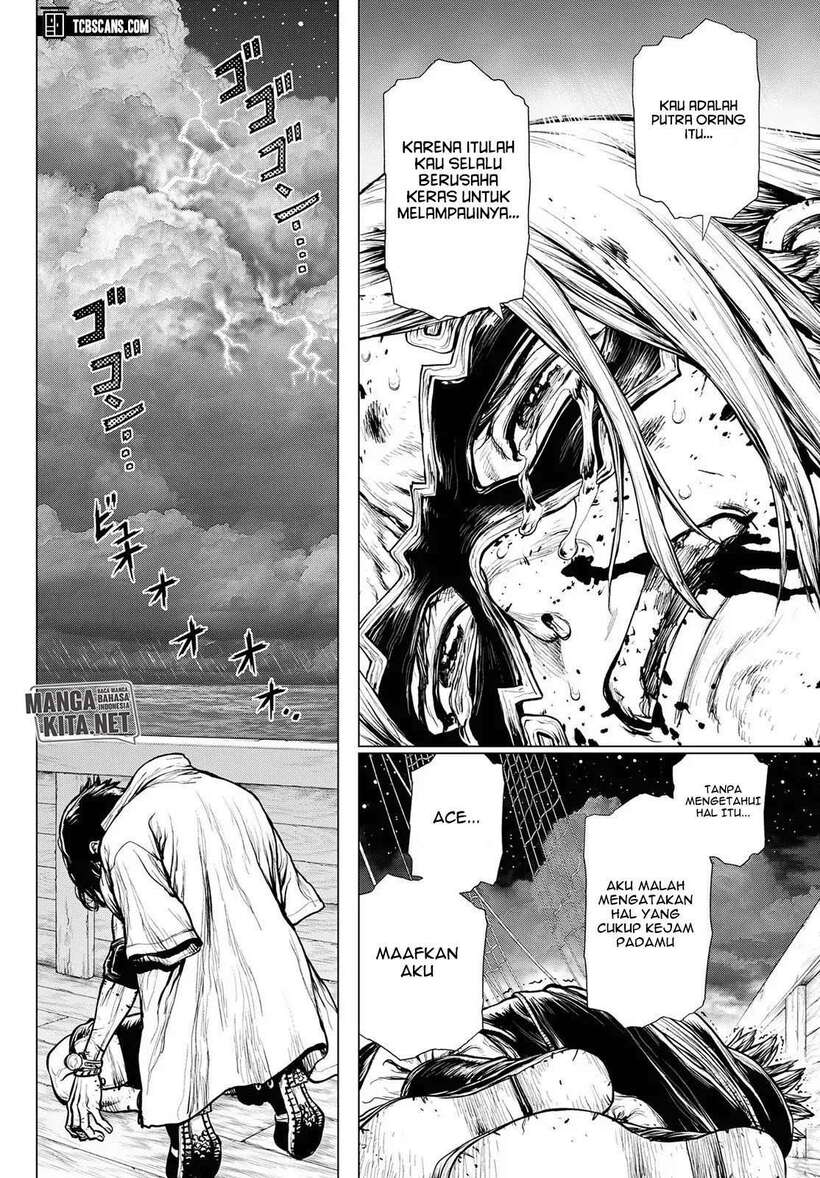 TCBSCANS.COM
KAU ADALAH
PUTRA ORANG
ITU...
KARENA ITULAH
KAU SELALU
BERUSAHA
KERAS UNTUK
MELAMPAUINYA...
TANPA
MENGETAHUI
HAL ITU...
AKU MALAH
MENGATAKAN
HAL YANG
CUKUP KEJAM
PADAMU
ACE...
MAAFKAN
AKU
ゴゴゴン...
ゴゴゴン...
ビュオオオオ...
MANGA
KITA.NET
BACA MANGA
BAHASA
INDONESIA